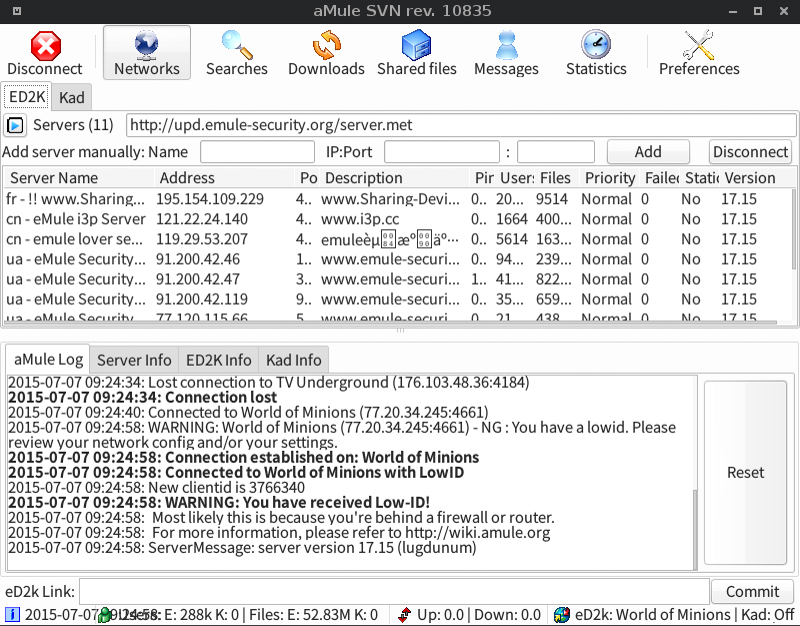 aMule SVN rev. 10835
Disconnect Networks Searches Downloads Shared files Messages Statistics Preferences
ED2K Kad
Servers (11) http://upd.emule-security.org/server.met
Add server manually: Name IP:Port : Add Disconnect
Server Name Address Po Description Pin Users Files Priority Failed Static Version
fr - !! www.Sharing... 195.154.109.229 4.. www.Sharing-Devi... 0.. 20... 9514 Normal 0 No 17.15
cn - eMule i3p Server 121.22.24.140 4.. www.i3p.cc 0.. 1664 400... Normal 0 No 17.15
cn - emule lover se... 119.29.53.207 4.. 0.. 5614 163... Normal 0 No 17.15
ua - eMule Security... 91.200.42.46 1.. www.emule-securi... 0.. 94... 239... Normal 0 No 17.15
ua - eMule Security... 91.200.42.47 3.. www.emule-securi... 1.. 41... 822... Normal 0 No 17.15
ua - eMule Security... 91.200.42.119 9.. www.emule-securi... 0.. 35... 659... Normal 0 No 17.15
ua - eMule Security... 77.120.115.66 5.. www.emule-securi... 0.. 21... 438... Normal 0 No 17.15
aMule Log Server Info ED2K Info Kad Info
2015-07-07 09:24:34: Lost connection to TV Underground (176.103.48.36:4184)
2015-07-07 09:24:34: Connection lost
2015-07-07 09:24:40: Connected to World of Minions (77.20.34.245:4661)
2015-07-07 09:24:58: WARNING: World of Minions (77.20.34.245:4661) - NG : You have a lowid. Please
review your network config and/or your settings.
2015-07-07 09:24:58: Connection established on: World of Minions
2015-07-07 09:24:58: Connected to World of Minions with LowID
2015-07-07 09:24:58: New clientid is 3766340
2015-07-07 09:24:58: WARNING: You have received Low-ID!
2015-07-07 09:24:58: Most likely this is because you're behind a firewall or router.
2015-07-07 09:24:58: For more information, please refer to http://wiki.amule.org
2015-07-07 09:24:58: ServerMessage: server version 17.15 (lugdunum)
Reset
eD2k Link: Commit
2015-07-07 09:24:58: Users: E: 288k K: 0 | Files: E: 52.83M K: 0 Up: 0.0 | Down: 0.0 eD2k: World of Minions | Kad: Off